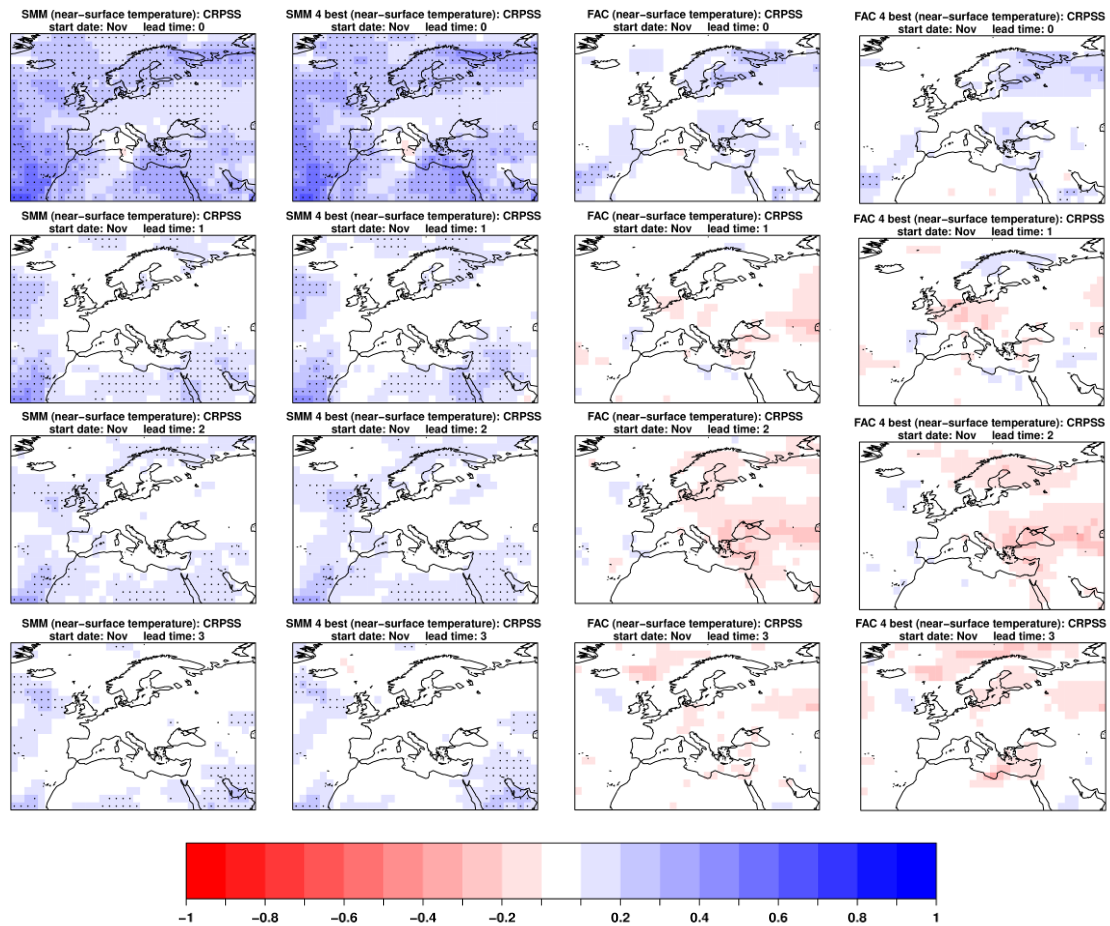 SMM (near-surface temperature): CRPSS
start date: Nov lead time: 0
SMM 4 best (near-surface temperature): CRPSS
start date: Nov lead time: 0
FAC (near-surface temperature): CRPSS
start date: Nov lead time: 0
FAC 4 best (near-surface temperature): CRPSS
start date: Nov lead time: 0
SMM (near-surface temperature): CRPSS
start date: Nov lead time: 1
SMM 4 best (near-surface temperature): CRPSS
start date: Nov lead time: 1
FAC (near-surface temperature): CRPSS
start date: Nov lead time: 1
FAC 4 best (near-surface temperature): CRPSS
start date: Nov lead time: 1
SMM (near-surface temperature): CRPSS
start date: Nov lead time: 2
SMM 4 best (near-surface temperature): CRPSS
start date: Nov lead time: 2
FAC (near-surface temperature): CRPSS
start date: Nov lead time: 2
FAC 4 best (near-surface temperature): CRPSS
start date: Nov lead time: 2
SMM (near-surface temperature): CRPSS
start date: Nov lead time: 3
SMM 4 best (near-surface temperature): CRPSS
start date: Nov lead time: 3
FAC (near-surface temperature): CRPSS
start date: Nov lead time: 3
FAC 4 best (near-surface temperature): CRPSS
start date: Nov lead time: 3
−1 −0.8 −0.6 −0.4 −0.2 0.2 0.4 0.6 0.8 1